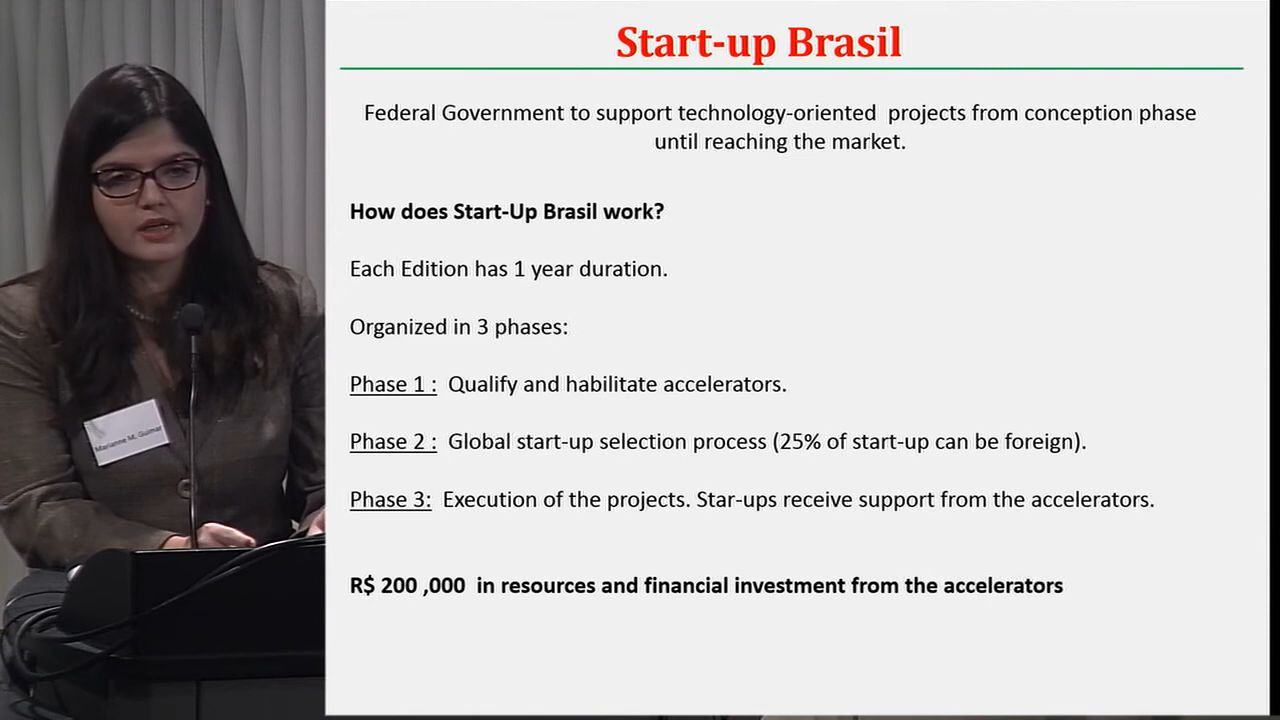 Start-up Brasil
Federal Government to support technology-oriented projects from conception phase
until reaching the market.
How does Start-Up Brasil work?
Each Edition has 1 year duration.
Organized in 3 phases:
Phase 1 : Qualify and habilitate accelerators.
Phase 2 : Global start-up selection process (25% of start-up can be foreign).
Phase 3: Execution of the projects. Star-ups receive support from the accelerators.
R$ 200 ,000 in resources and financial investment from the accelerators
Marianne M. Guimar